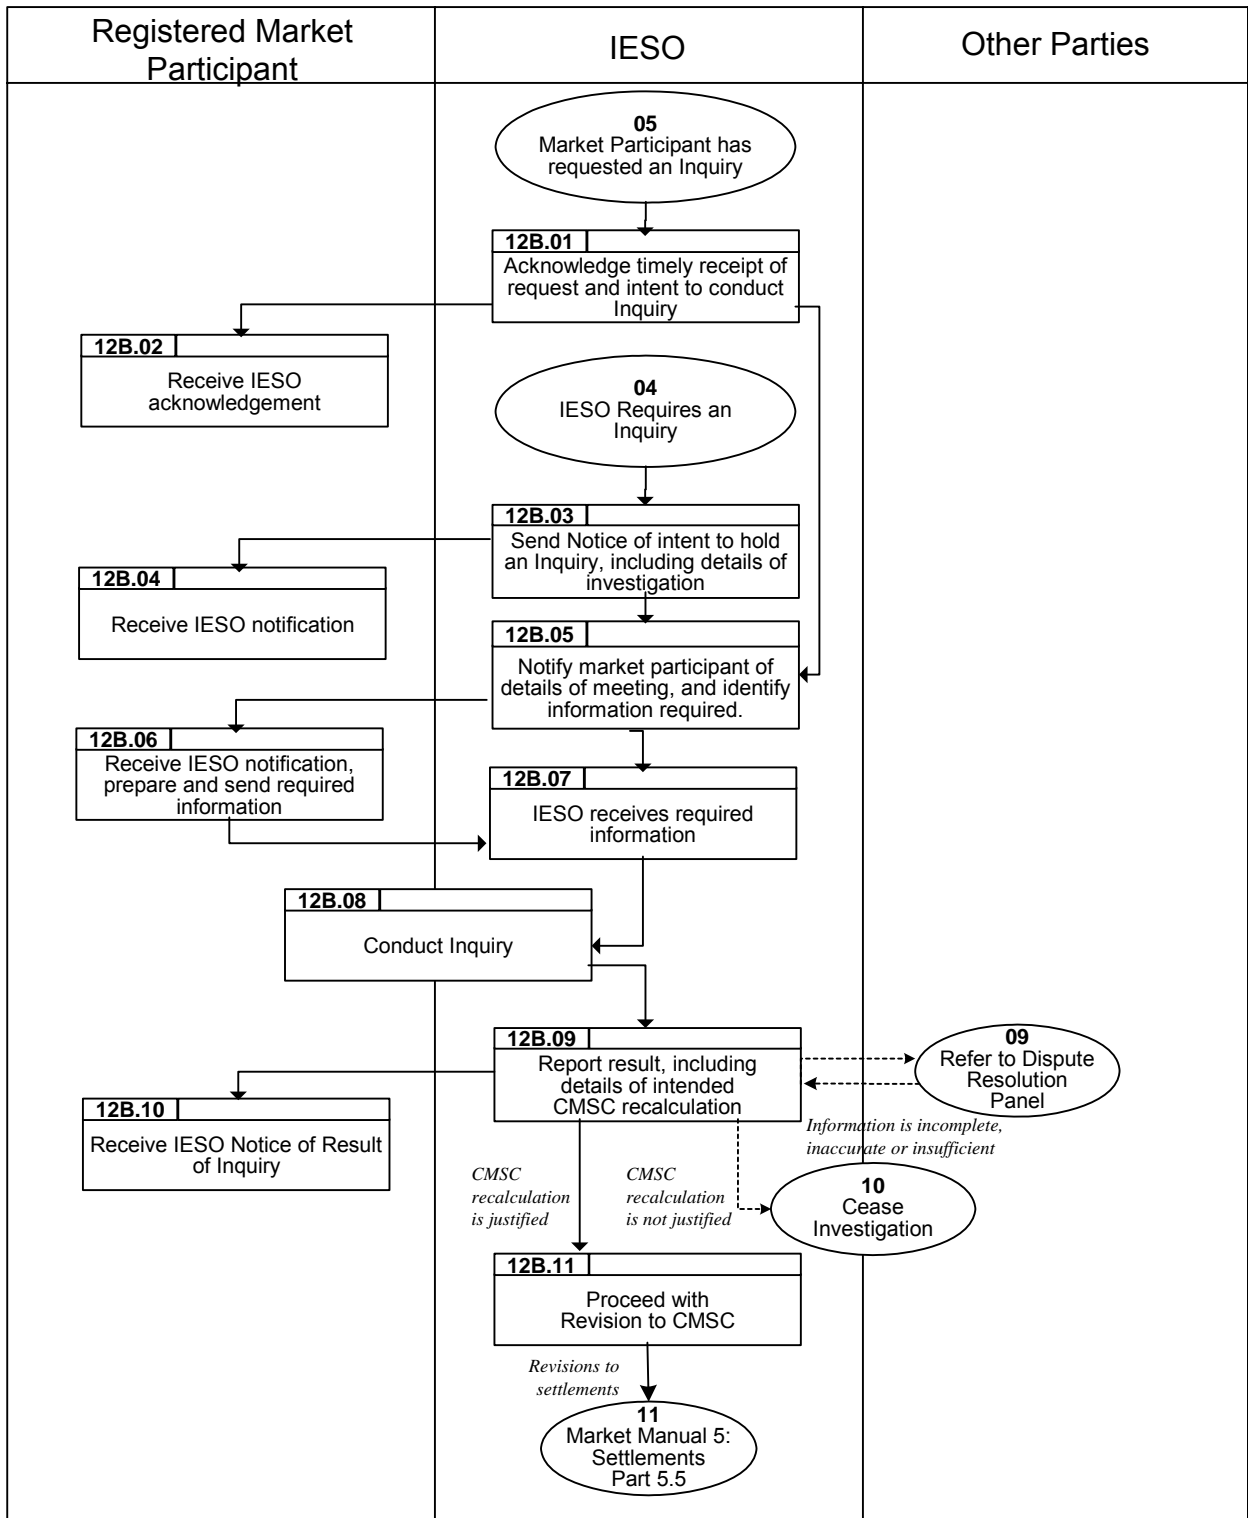 Registered Market
Participant
IESO
Other Parties
05
Market Participant has
requested an Inquiry
12B.01
Acknowledge timely receipt of
request and intent to conduct
Inquiry
12B.02
Receive IESO
acknowledgement
04
IESO Requires an
Inquiry
12B.03
Send Notice of intent to hold
an Inquiry, including details of
investigation
12B.04
Receive IESO notification
12B.05
Notify market participant of
details of meeting, and identify
information required.
12B.06
Receive IESO notification,
prepare and send required
information
12B.07
IESO receives required
information
12B.08
Conduct Inquiry
12B.09
Report result, including
details of intended
CMSC recalculation
09
Refer to Dispute
Resolution
Panel
12B.10
Receive IESO Notice of Result
of Inquiry
Information is incomplete,
inaccurate or insufficient
CMSC
recalculation
is justified
CMSC
recalculation
is not justified
10
Cease
Investigation
12B.11
Proceed with
Revision to CMSC
Revisions to
settlements
11
Market Manual 5:
Settlements
Part 5.5